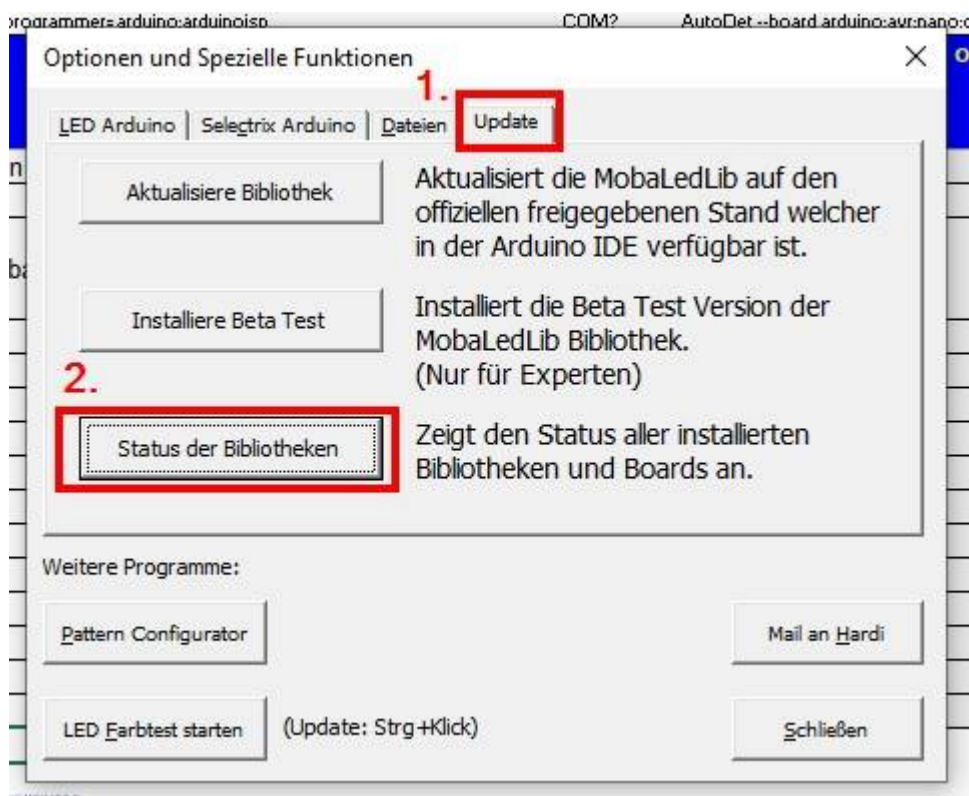 programmer=arduino:arduinoisp COM? AutoDet --board arduino:avr:nano:c
Optionen und Spezielle Funktionen
1.
LED Arduino Selectrix Arduino Dateien Update
Aktualisiere Bibliothek
Aktualisiert die MobaLedLib auf den
offiziellen freigegebenen Stand welcher
in der Arduino IDE verfügbar ist.
Installiere Beta Test
Installiert die Beta Test Version der
MobaLedLib Bibliothek.
(Nur für Experten)
2.
Status der Bibliotheken
Zeigt den Status aller installierten
Bibliotheken und Boards an.
Weitere Programme:
Pattern Configurator
Mail an Hardi
LED Farbtest starten
(Update: Strg+Klick)
Schließen